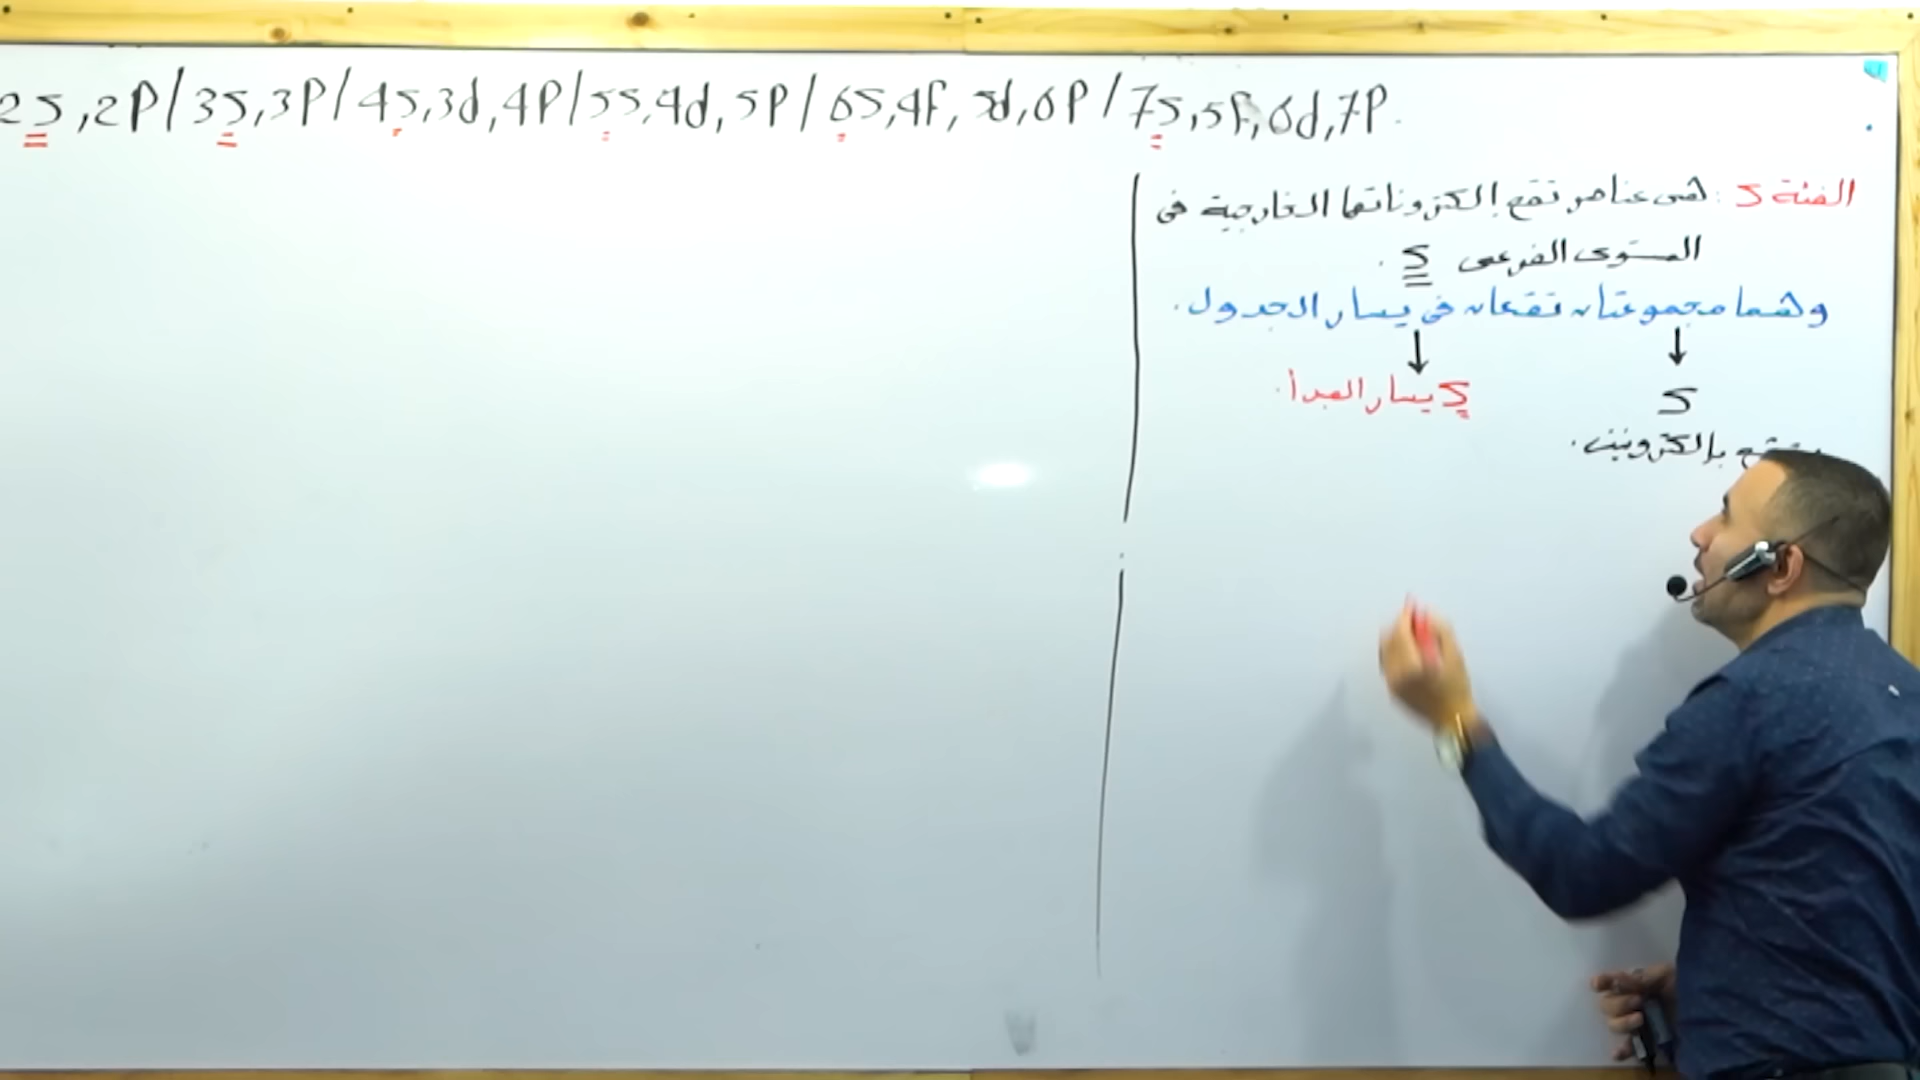 2S,2P/3S,3P/4S,3d,4P/5S,4d,5P/6S,4f,5d,6P/7S,5f,6d,7P.
الفئة S: هي عناصر تقع إلكتروناتها الخارجية في
المستوى الفرعي S.
وهما مجموعتان تقعان في يسار الجدول.
↓ ↓
S S يسار المبدأ.
بإلكترونين.